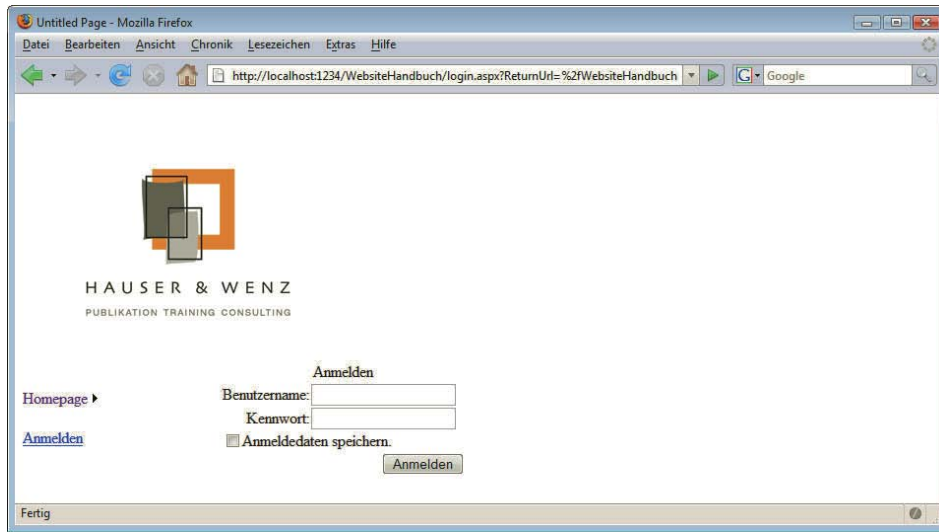 Untitled Page - Mozilla Firefox
Datei Bearbeiten Ansicht Chronik Lesezeichen Extras Hilfe
http://localhost:1234/WebsiteHandbuch/login.aspx?ReturnUrl=%2fWebsiteHandbuch
G Google
HAUSER & WENZ
PUBLIKATION TRAINING CONSULTING
Anmelden
Homepage
Benutzername:
Kennwort:
Anmelden
Anmeldedaten speichern.
Anmelden
Fertig